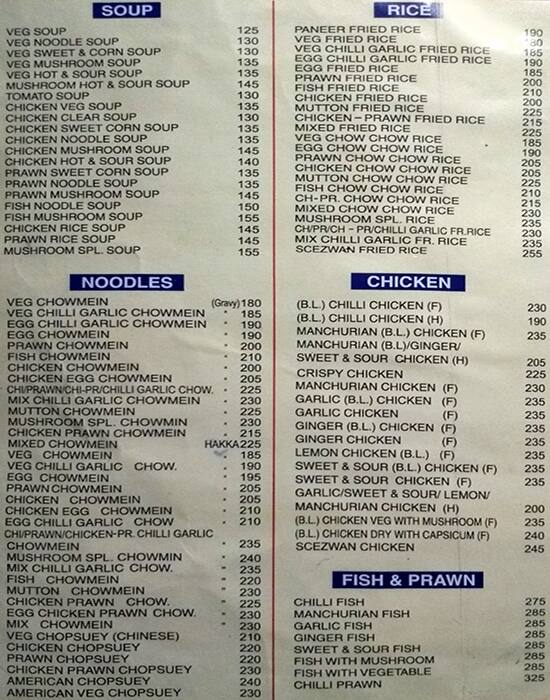 SOUP
VEG SOUP 125
VEG NOODLE SOUP 130
VEG SWEET & CORN SOUP 130
VEG MUSHROOM SOUP 135
VEG HOT & SOUR SOUP 135
MUSHROOM HOT & SOUR SOUP 145
TOMATO SOUP 130
CHICKEN VEG SOUP 135
CHICKEN CLEAR SOUP 130
CHICKEN SWEET CORN SOUP 135
CHICKEN NOODLE SOUP 135
CHICKEN MUSHROOM SOUP 145
CHICKEN HOT & SOUR SOUP 140
PRAWN SWEET CORN SOUP 135
PRAWN NOODLE SOUP 135
PRAWN MUSHROOM SOUP 145
FISH NOODLE SOUP 150
FISH MUSHROOM SOUP 155
CHICKEN RICE SOUP 145
PRAWN RICE SOUP 145
MUSHROOM SPL. SOUP 155
NOODLES
VEG CHOWMEIN (Gravy) 180
VEG CHILLI GARLIC CHOWMEIN " 185
EGG CHILLI GARLIC CHOWMEIN " 190
EGG CHOWMEIN " 190
PRAWN CHOWMEIN " 200
FISH CHOWMEIN " 210
CHICKEN CHOWMEIN " 200
CHICKEN EGG CHOWMEIN " 205
CHI/PRAWN/CHI-PR/CHILLI GARLIC CHOW. " 225
MIX CHILLI GARLIC CHOWMEIN " 230
MUTTON CHOWMEIN " 225
MUSHROOM SPL. CHOWMIN " 230
CHICKEN PRAWN CHOWMEIN " 215
MIXED CHOWMEIN HAKKA 225
VEG CHOWMEIN " 185
VEG CHILLI GARLIC CHOW. " 190
EGG CHOWMEIN " 195
PRAWN CHOWMEIN " 205
CHICKEN CHOWMEIN " 205
CHICKEN EGG CHOWMEIN " 210
EGG CHILLI GARLIC CHOW " 210
CHI/PRAWN/CHICKEN-PR. CHILLI GARLIC
CHOWMEIN " 235
MUSHROOM SPL. CHOWMIN " 240
MIX CHILLI GARLIC CHOW. " 235
FISH CHOWMEIN " 220
MUTTON CHOWMEIN " 230
CHICKEN PRAWN CHOW. " 225
EGG CHICKEN PRAWN CHOW. " 230
MIX CHOWMEIN " 230
VEG CHOPSUEY (CHINESE) 210
CHICKEN CHOPSUEY 220
PRAWN CHOPSUEY 220
CHICKEN PRAWN CHOPSUEY 230
AMERICAN CHOPSUEY 240
AMERICAN VEG CHOPSUEY 230
RICE
PANEER FRIED RICE 190
VEG FRIED RICE 180
VEG CHILLI GARLIC FRIED RICE 185
EGG CHILLI GARLIC FRIED RICE 190
EGG FRIED RICE 185
PRAWN FRIED RICE 200
FISH FRIED RICE 210
CHICKEN FRIED RICE 200
MUTTON FRIED RICE 225
CHICKEN – PRAWN FRIED RICE 215
MIXED FRIED RICE 225
VEG CHOW CHOW RICE 185
EGG CHOW CHOW RICE 190
PRAWN CHOW CHOW RICE 205
CHICKEN CHOW CHOW RICE 205
MUTTON CHOW CHOW RICE 225
FISH CHOW CHOW RICE 210
CH-PR. CHOW CHOW RICE 215
MIXED CHOW CHOW RICE 230
MUSHROOM SPL. RICE 235
CH/PR/CH - PR/CHILLI GARLIC FR.RICE 230
MIX CHILLI GARLIC FR. RICE 235
SCEZWAN FRIED RICE 255
CHICKEN
(B.L.) CHILLI CHICKEN (F) 230
(B.L.) CHILLI CHICKEN (H) 190
MANCHURIAN (B.L.) CHICKEN (F) 235
MANCHURIAN (B.L.)/GINGER/
SWEET & SOUR CHICKEN (H) 205
CRISPY CHICKEN 225
MANCHURIAN CHICKEN (F) 230
GARLIC (B.L.) CHICKEN (F) 235
GARLIC CHICKEN (F) 235
GINGER (B.L.) CHICKEN (F) 235
GINGER CHICKEN (F) 235
LEMON CHICKEN (B.L.) (F) 235
SWEET & SOUR (B.L.) CHICKEN (F) 235
SWEET & SOUR CHICKEN (F) 235
GARLIC/SWEET & SOUR/ LEMON/
MANCHURIAN CHICKEN (H) 200
(B.L.) CHICKEN VEG WITH MUSHROOM (F) 235
(B.L.) CHICKEN DRY WITH CAPSICUM (F) 240
SCEZWAN CHICKEN 245
FISH & PRAWN
CHILLI FISH 275
MANCHURIAN FISH 285
GARLIC FISH 285
GINGER FISH 285
SWEET & SOUR FISH 285
FISH WITH MUSHROOM 285
FISH WITH VEGETABLE 285
CHILLI PRAWN 325